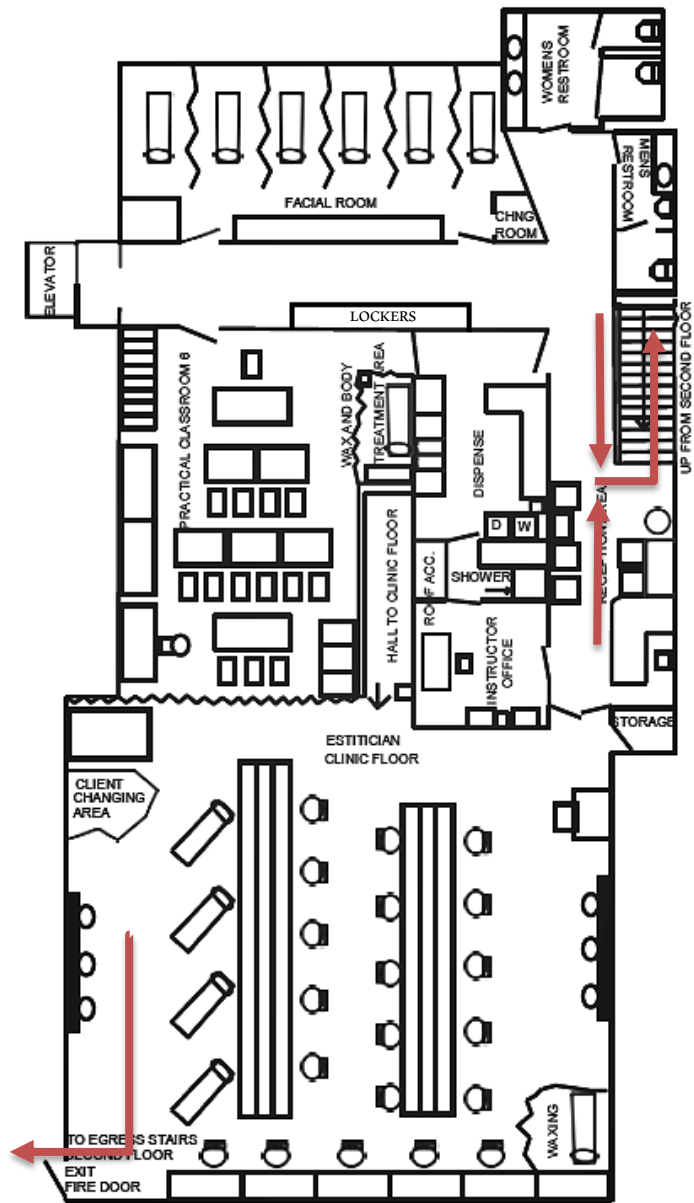 WOMENS
RESTROOM
MENS
RESTROOM
FACIAL ROOM
CHNG
ROOM
ELEVATOR
LOCKERS
UP FROM SECOND FLOOR
PRACTICAL CLASSROOM 6
WAX AND BODY
TREATMENT AREA
DISPENSE
D
W
RECEPTION AREA
HALL TO CLINIC FLOOR
ROOF ACC.
SHOWER
INSTRUCTOR
OFFICE
STORAGE
ESTITICIAN
CLINIC FLOOR
CLIENT
CHANGING
AREA
WAXING
TO EGRESS STAIRS
SECOND FLOOR
EXIT
FIRE DOOR